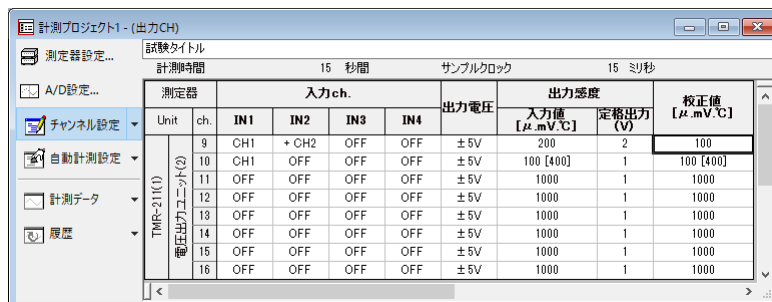 計測プロジェクト1 - (出力CH)
測定器設定...
A/D設定...
チャンネル設定
自動計測設定
計測データ
履歴
試験タイトル
計測時間 15 秒間 サンプルクロック 15 ミリ秒
測定器 入力ch. 出力電圧 出力感度 校正値 [μ.mV.℃]
Unit ch. IN1 IN2 IN3 IN4 入力値 [μ.mV.℃] 定格出力 (V)
TMR-211(1)
電圧出力ユニット(2)
9 CH1 + CH2 OFF OFF ±5V 200 2 100
10 CH1 OFF OFF OFF ±5V 100 [400] 1 100 [400]
11 OFF OFF OFF OFF ±5V 1000 1 1000
12 OFF OFF OFF OFF ±5V 1000 1 1000
13 OFF OFF OFF OFF ±5V 1000 1 1000
14 OFF OFF OFF OFF ±5V 1000 1 1000
15 OFF OFF OFF OFF ±5V 1000 1 1000
16 OFF OFF OFF OFF ±5V 1000 1 1000